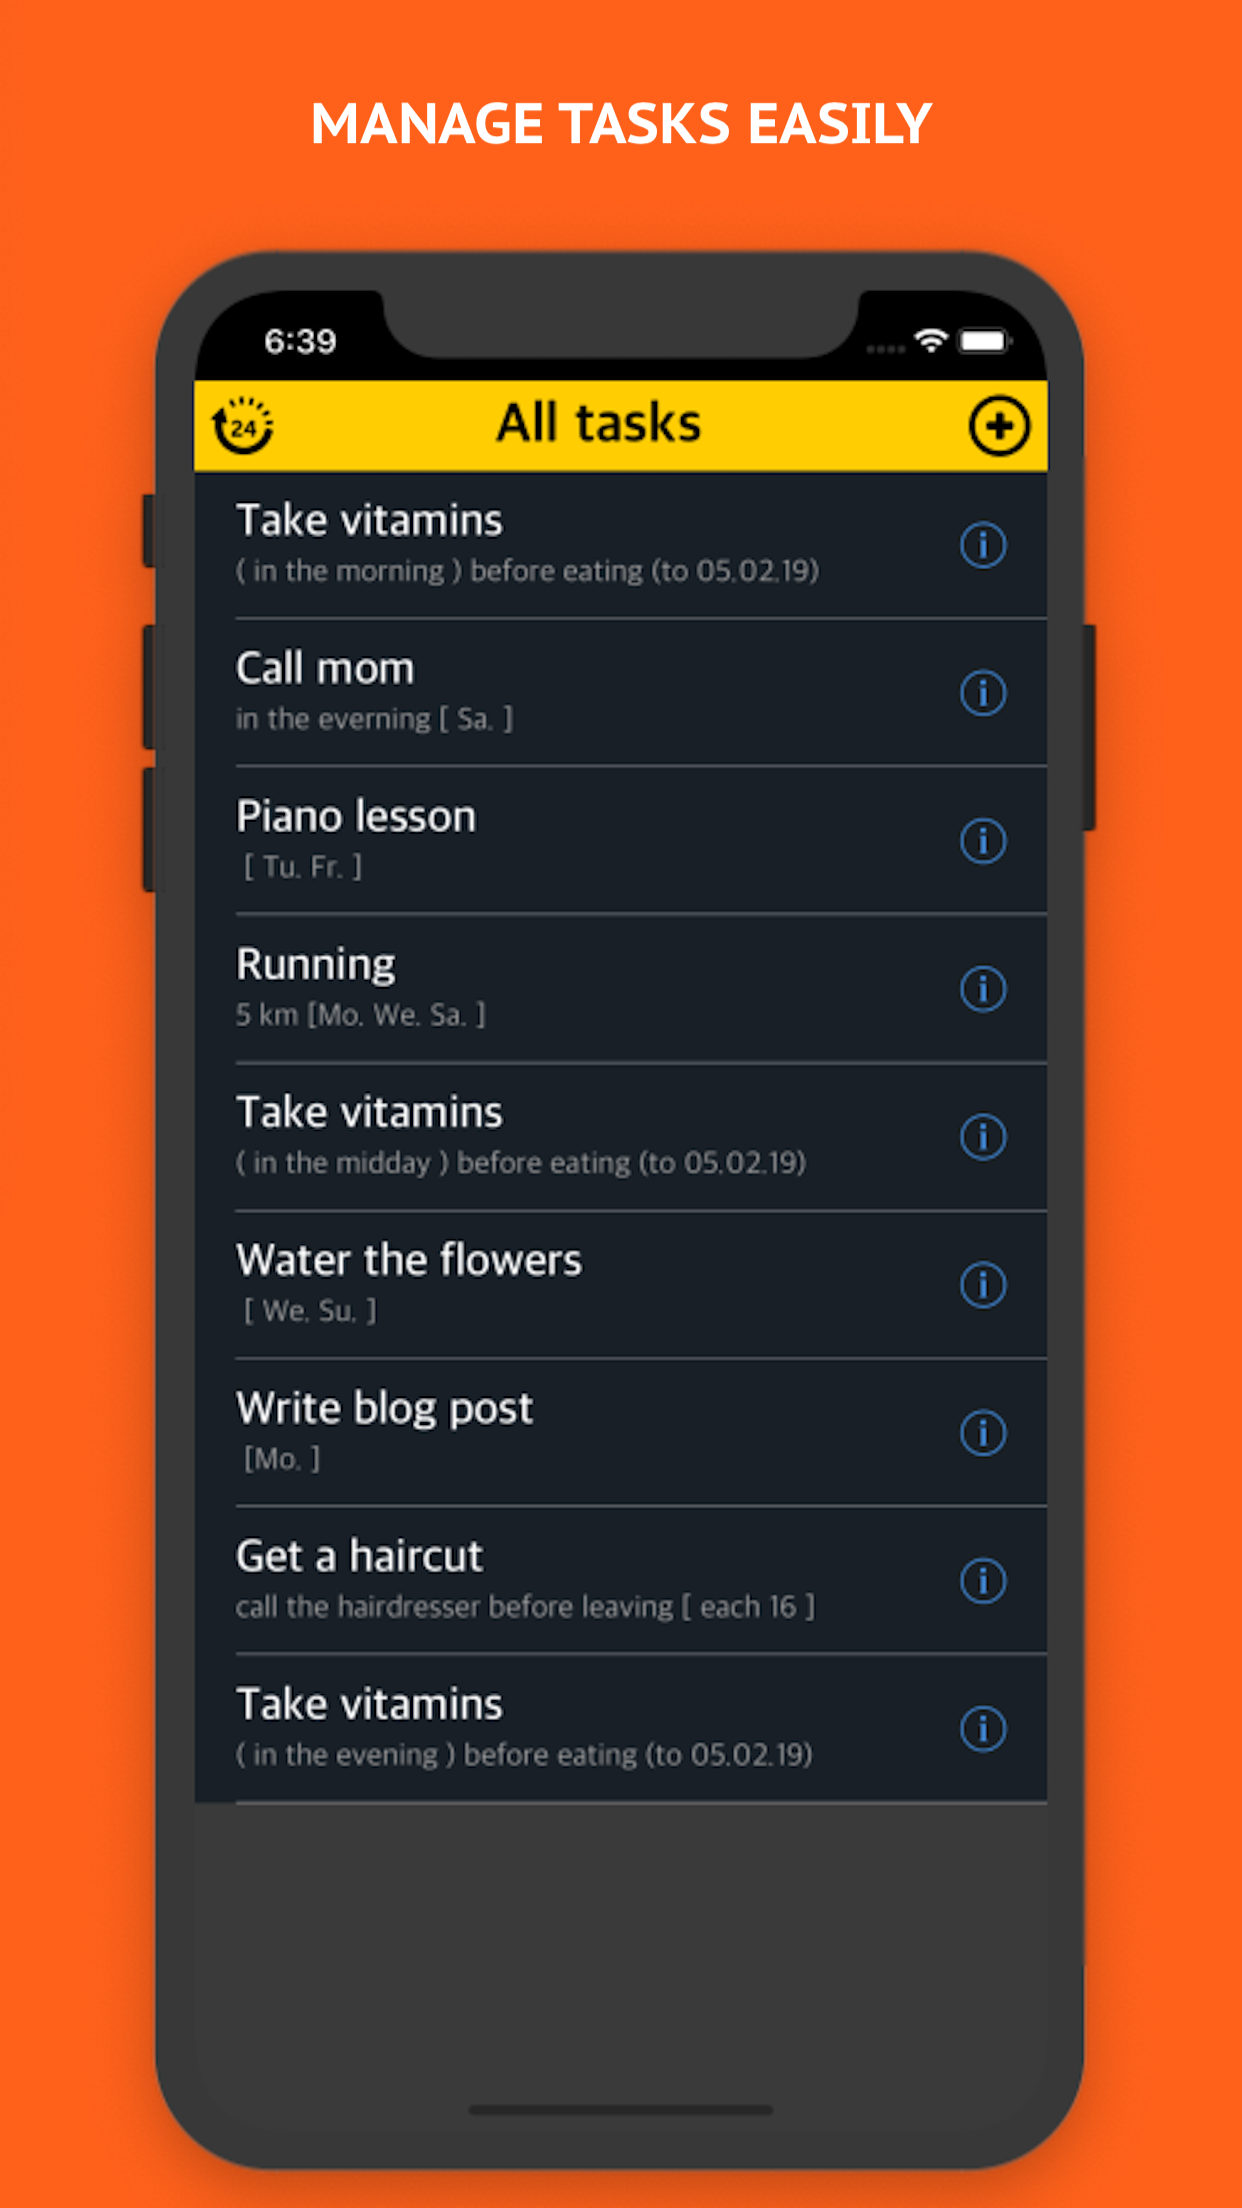 MANAGE TASKS EASILY
6:39
24
All tasks
Take vitamins
( in the morning ) before eating (to 05.02.19)
Call mom
in the everning [ Sa. ]
Piano lesson
[ Tu. Fr. ]
Running
5 km [Mo. We. Sa. ]
Take vitamins
( in the midday ) before eating (to 05.02.19)
Water the flowers
[ We. Su. ]
Write blog post
[Mo. ]
Get a haircut
call the hairdresser before leaving [ each 16 ]
Take vitamins
( in the evening ) before eating (to 05.02.19)